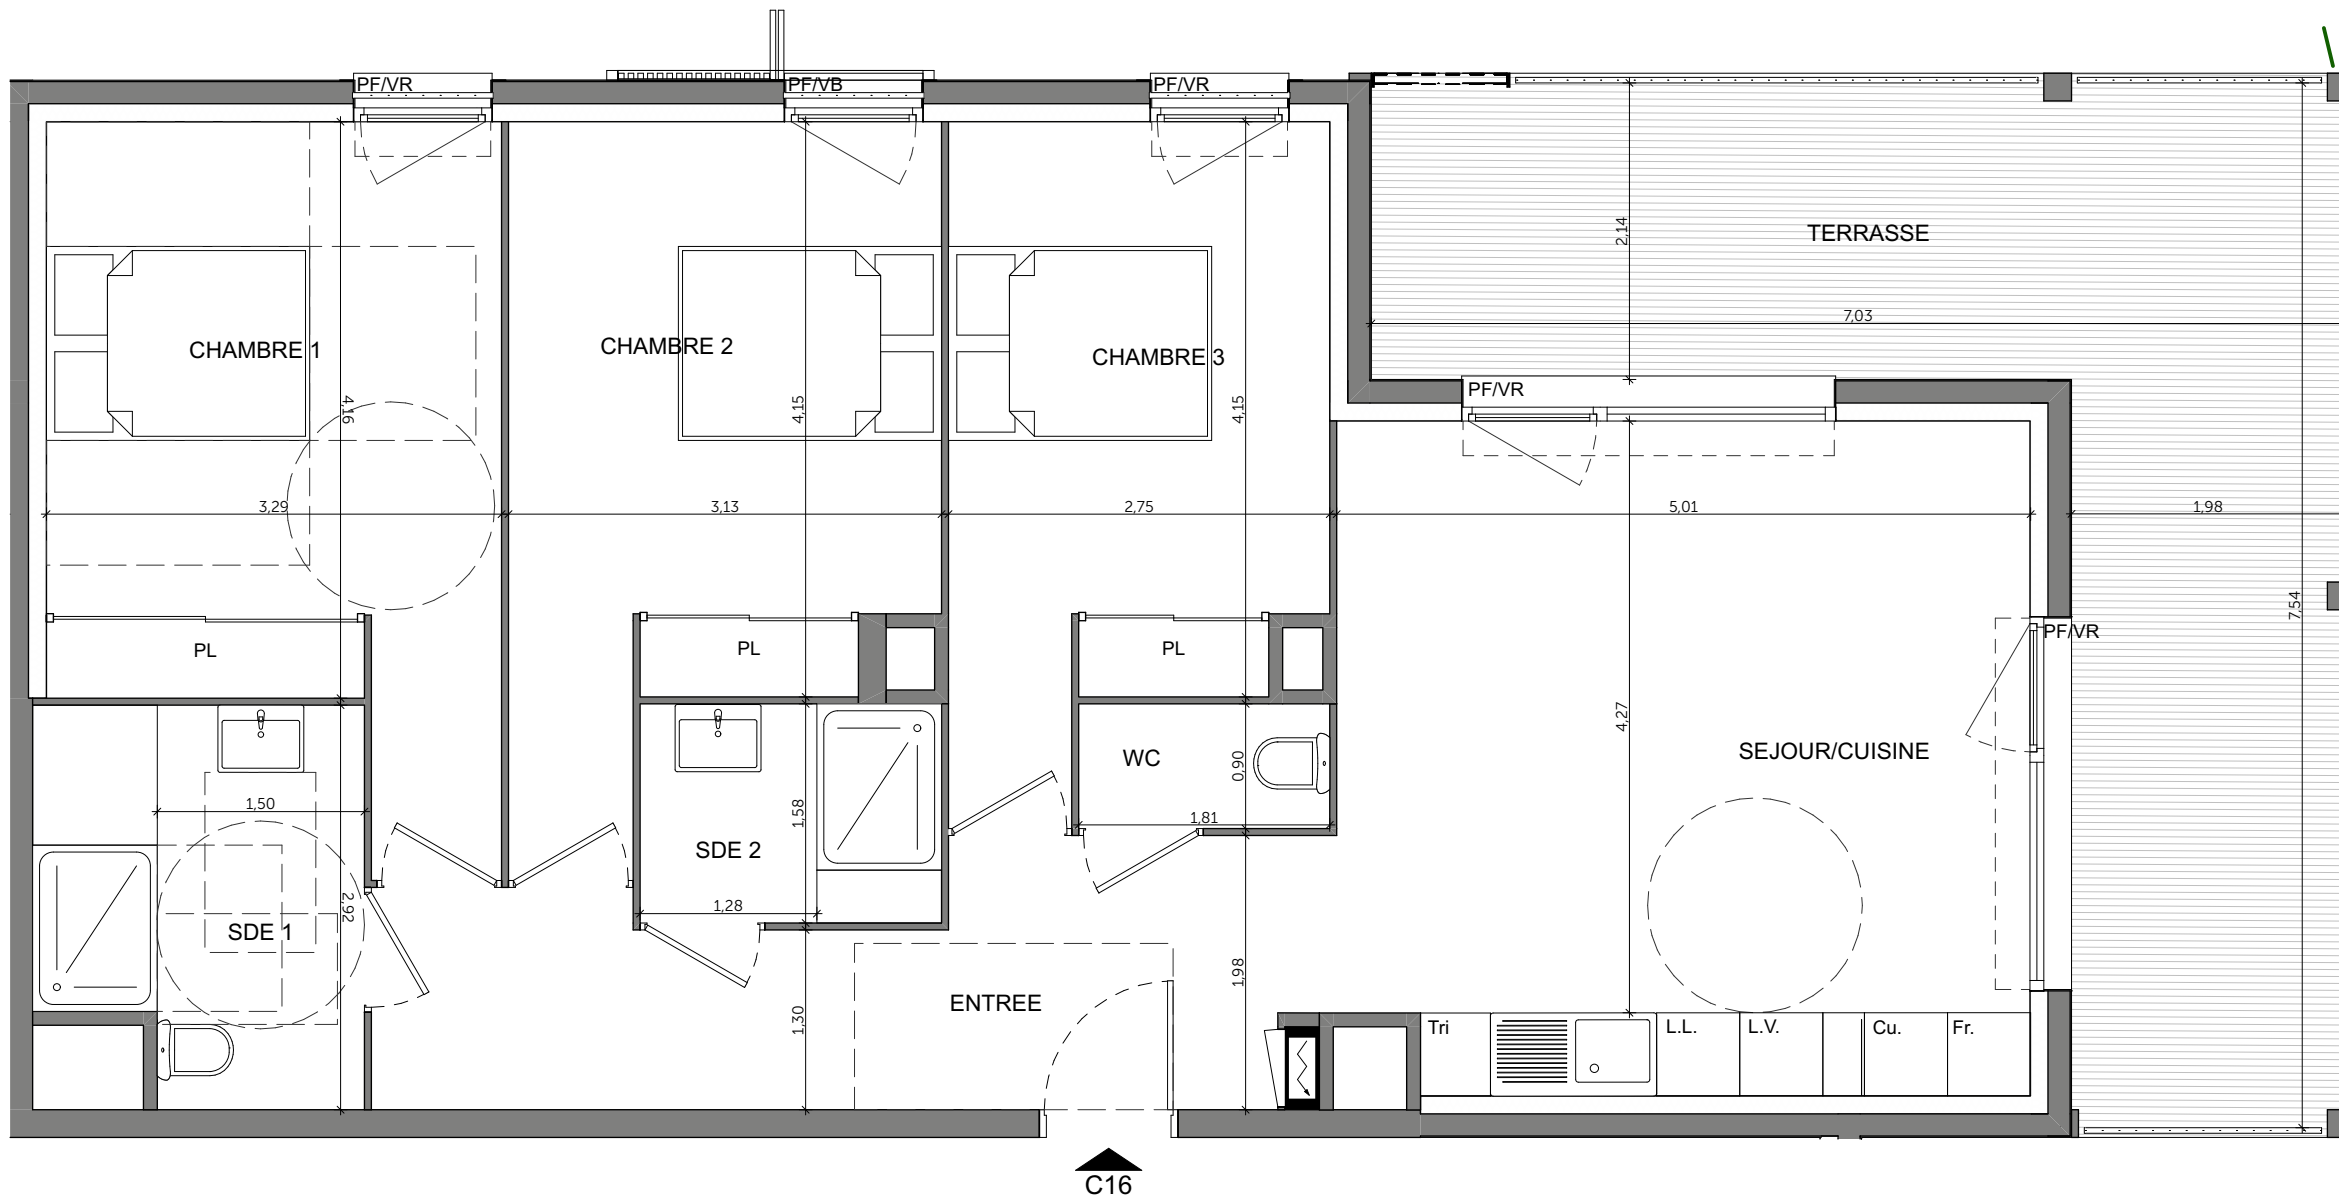 PF/VR
PF/VB
PF/VR
2,14
TERRASSE
7,03
CHAMBRE 1
CHAMBRE 2
CHAMBRE 3
PF/VR
4,16
4,15
4,15
3,29
3,13
2,75
5,01
1,98
7,54
PF/VR
PL
PL
PL
4,27
SEJOUR/CUISINE
WC
0,90
1,50
1,58
1,81
SDE 2
1,28
2,92
SDE 1
1,98
ENTREE
1,30
Tri
L.L.
L.V.
Cu.
Fr.
C16